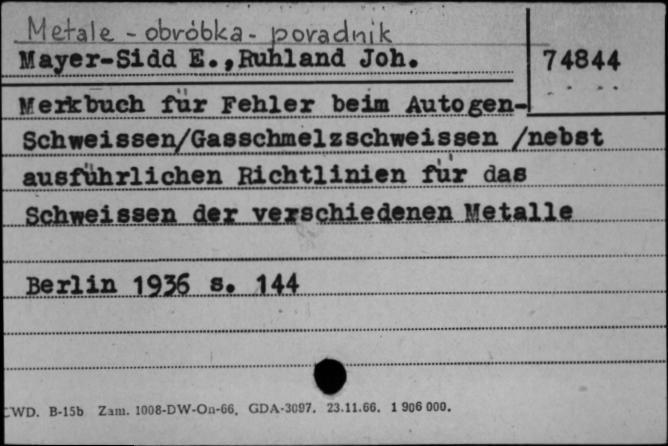 Metale - obróbka - poradnik
Mayer-Sidd E.,Ruhland Joh.
74844
Merkbuch für Fehler beim Autogen-
Schweissen/Gasschmelzschweissen /nebst
ausführlichen Richtlinien für das
Schweissen der verschiedenen Metalle
Berlin 1936 s. 144
CWD. B-15b Zam. 1008-DW-On-66. GDA-3097. 23.11.66. 1 906 000.